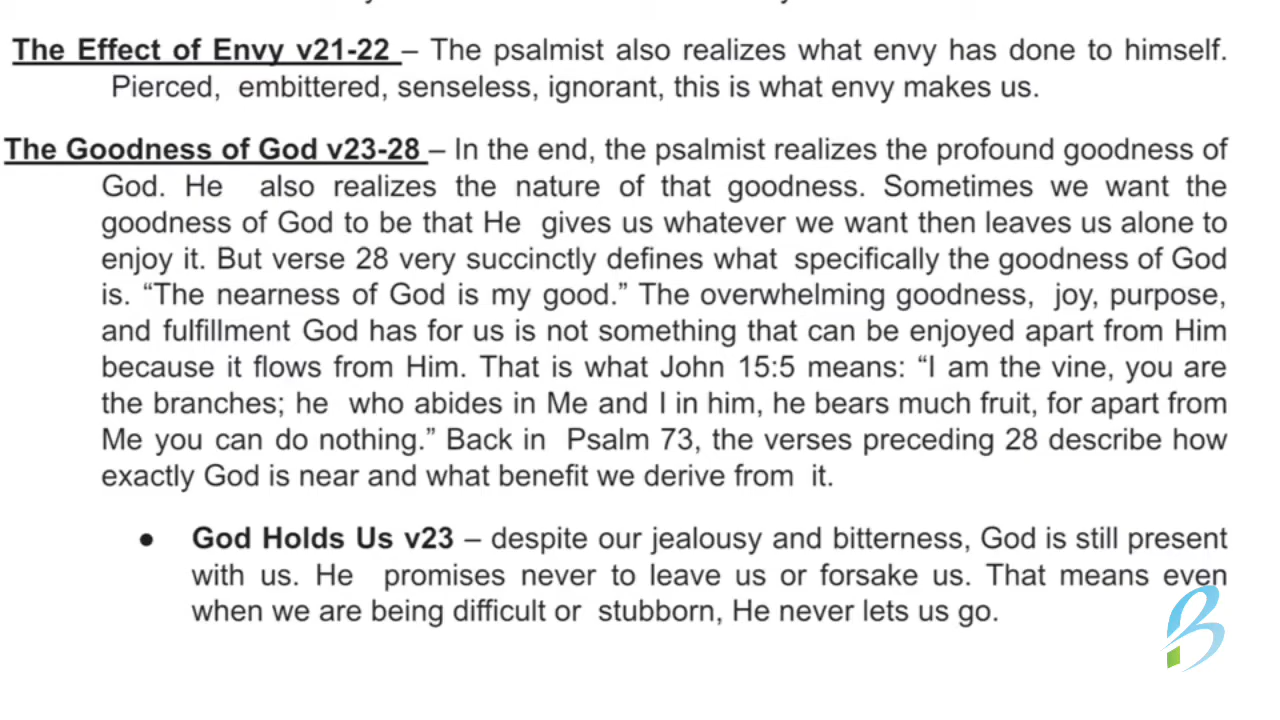 The Effect of Envy v21-22 – The psalmist also realizes what envy has done to himself.
Pierced, embittered, senseless, ignorant, this is what envy makes us.
The Goodness of God v23-28 – In the end, the psalmist realizes the profound goodness of
God. He also realizes the nature of that goodness. Sometimes we want the
goodness of God to be that He gives us whatever we want then leaves us alone to
enjoy it. But verse 28 very succinctly defines what specifically the goodness of God
is. “The nearness of God is my good.” The overwhelming goodness, joy, purpose,
and fulfillment God has for us is not something that can be enjoyed apart from Him
because it flows from Him. That is what John 15:5 means: “I am the vine, you are
the branches; he who abides in Me and I in him, he bears much fruit, for apart from
Me you can do nothing.” Back in Psalm 73, the verses preceding 28 describe how
exactly God is near and what benefit we derive from it.
● God Holds Us v23 – despite our jealousy and bitterness, God is still present
with us. He promises never to leave us or forsake us. That means even
when we are being difficult or stubborn, He never lets us go.